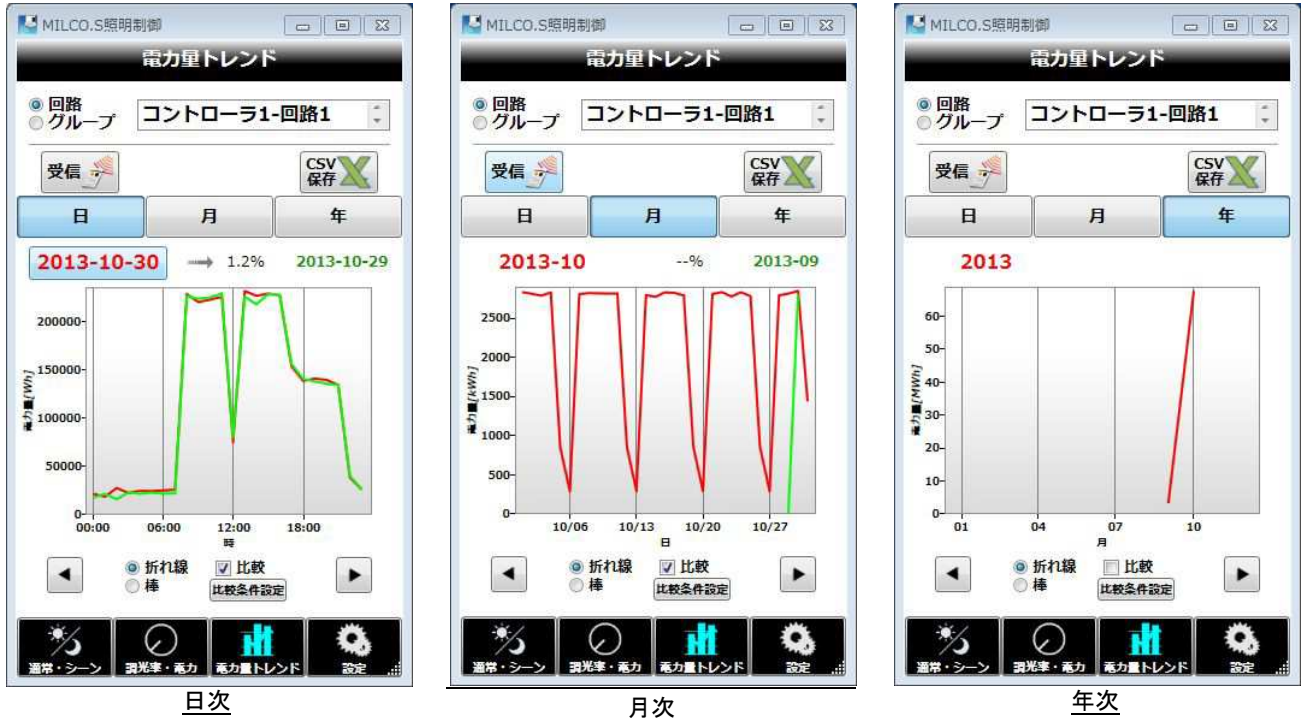 MILCO.S照明制御
電力量トレンド
回路
グループ
コントローラ1-回路1
受信
CSV
保存
日
月
年
2013-10-30
1.2%
2013-10-29
電力量[Wh]
200000
150000
100000
50000
0
00:00 06:00 12:00 18:00
時
折れ線
棒
比較
比較条件設定
通常・シーン
調光率・電力
電力量トレンド
設定
日次
MILCO.S照明制御
電力量トレンド
回路
グループ
コントローラ1-回路1
受信
CSV
保存
日
月
年
2013-10
--%
2013-09
電力量[kWh]
2500
2000
1500
1000
500
0
10/06 10/13 10/20 10/27
日
折れ線
棒
比較
比較条件設定
通常・シーン
調光率・電力
電力量トレンド
設定
月次
MILCO.S照明制御
電力量トレンド
回路
グループ
コントローラ1-回路1
受信
CSV
保存
日
月
年
2013
電力量[MWh]
60
50
40
30
20
10
0
01 04 07 10
月
折れ線
棒
比較
比較条件設定
通常・シーン
調光率・電力
電力量トレンド
設定
年次